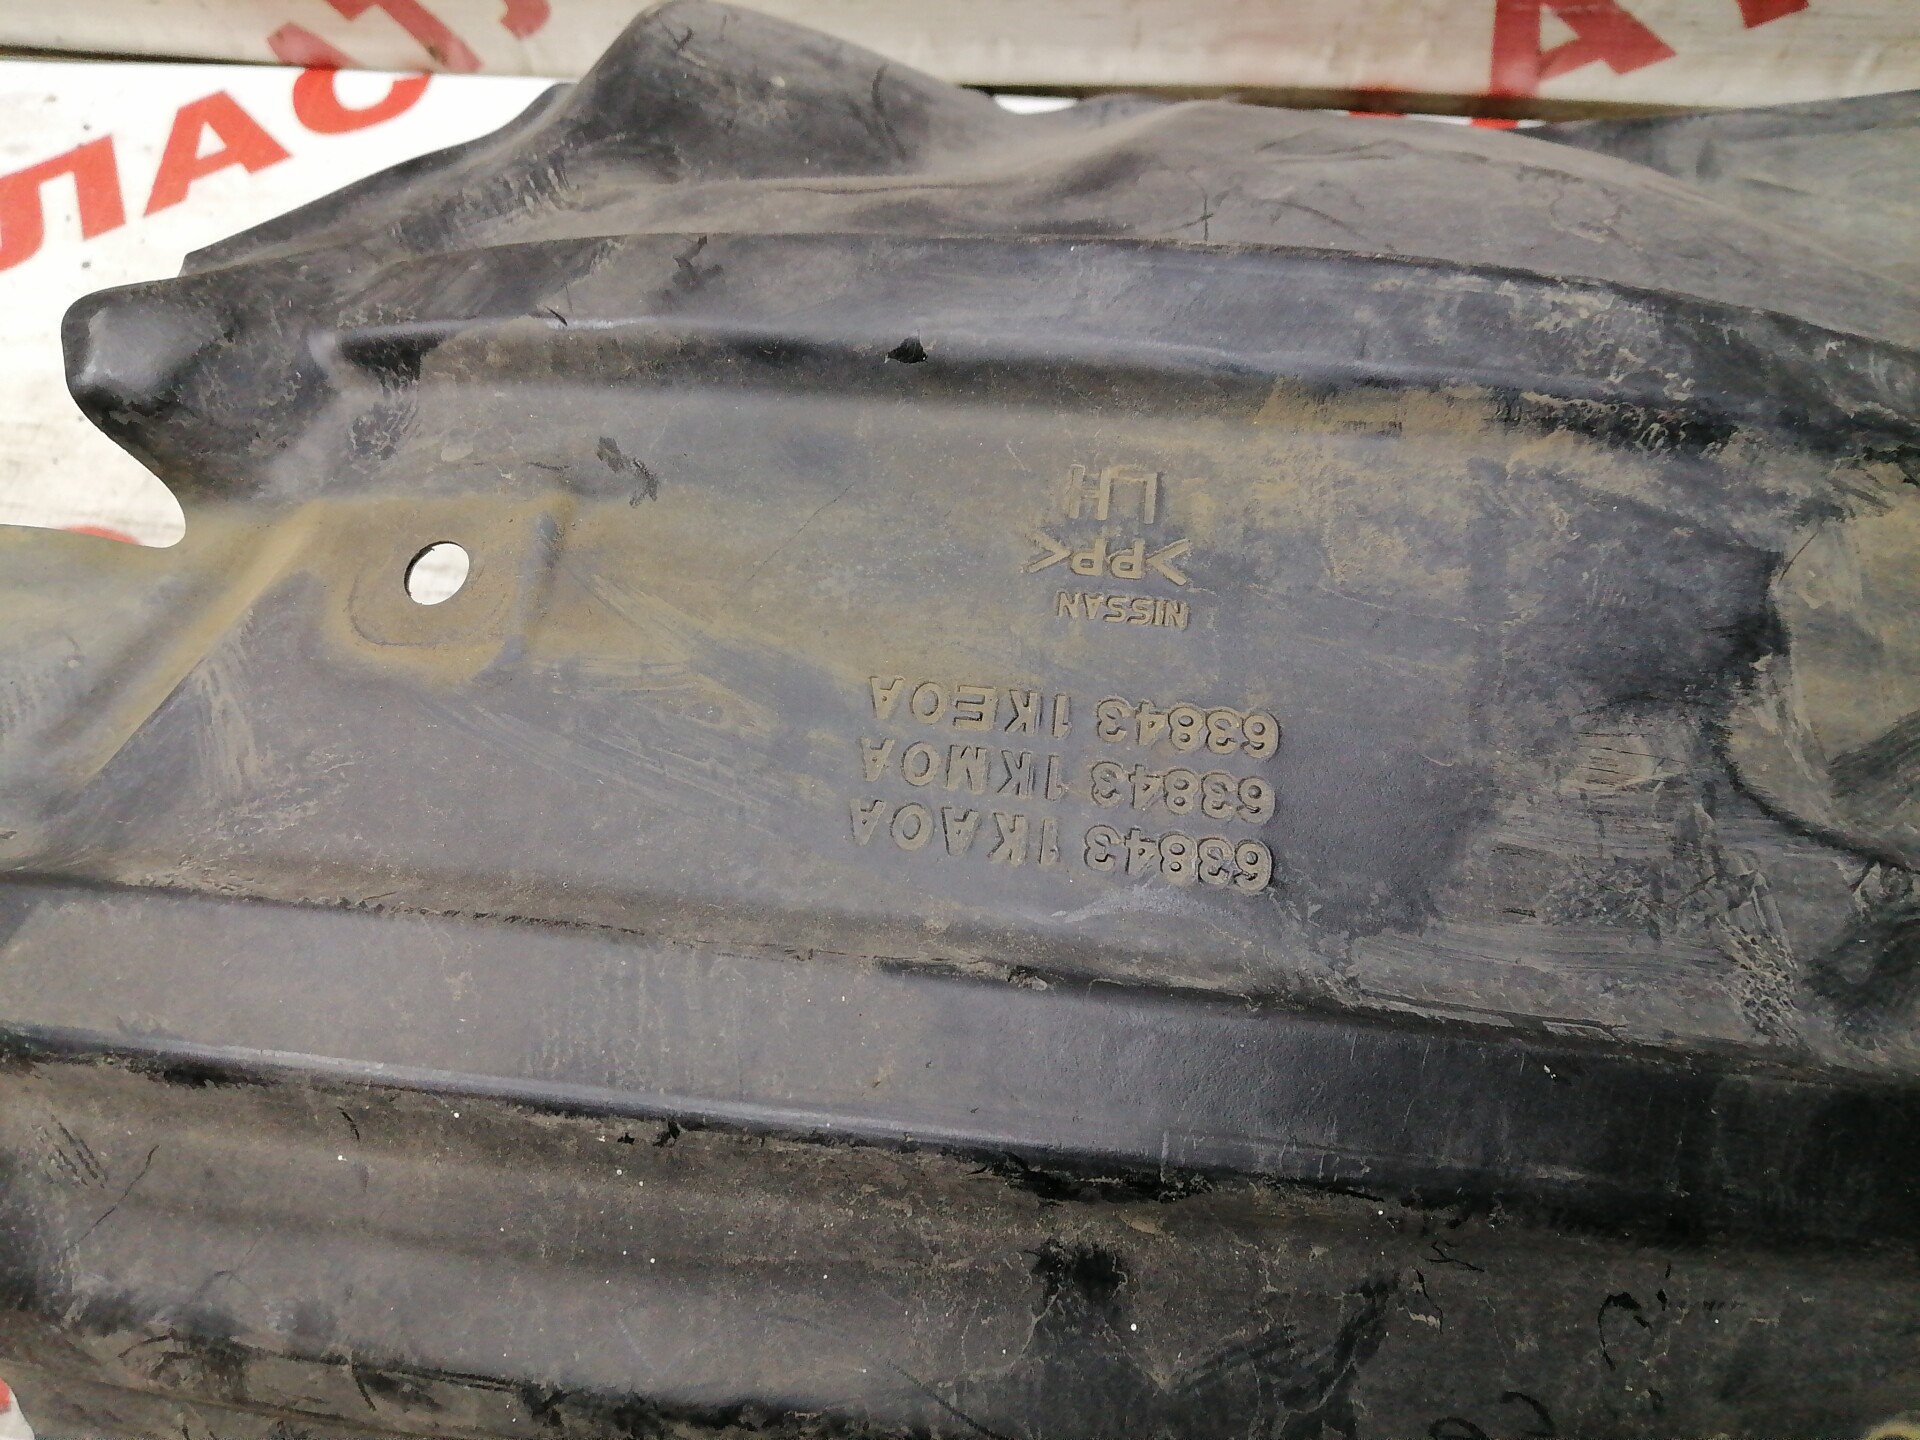 63843 1KA0A
63843 1KM0A
63843 1KE0A
NISSAN
>PP<
LH